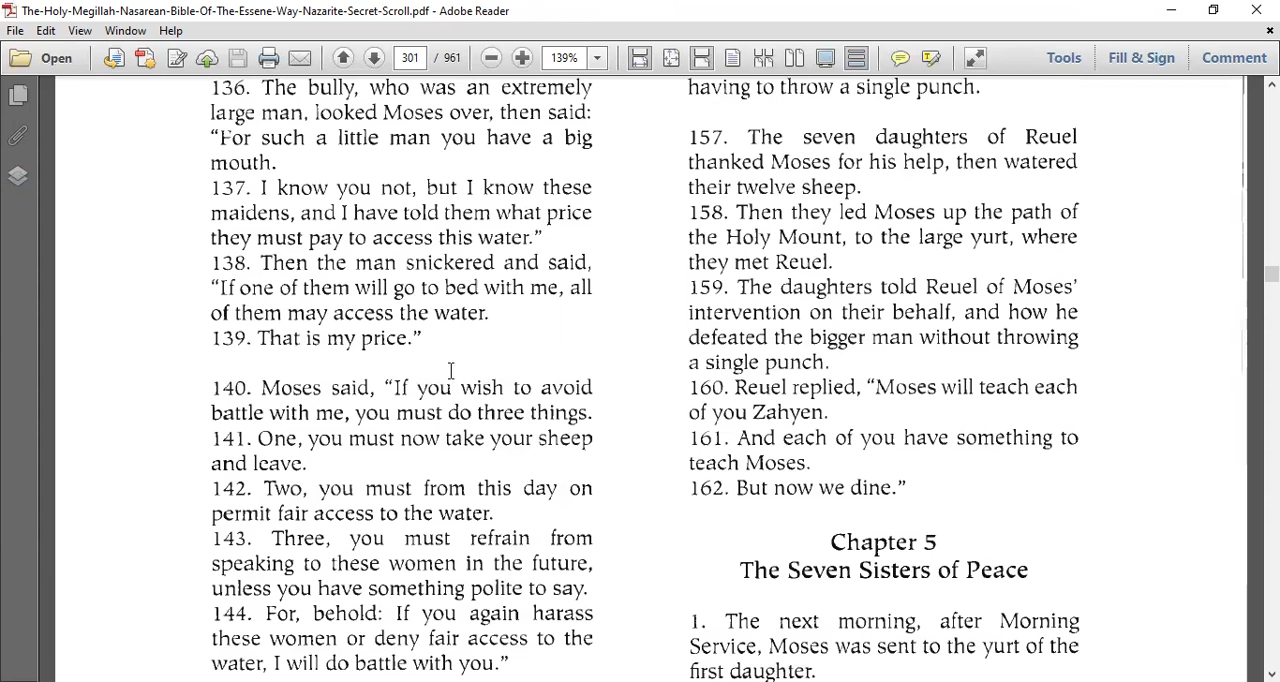 The-Holy-Megillah-Nasarean-Bible-Of-The-Essene-Way-Nazarite-Secret-Scroll.pdf - Adobe Reader
File Edit View Window Help
Open 301 / 961 139% Tools Fill & Sign Comment
136. The bully, who was an extremely
large man, looked Moses over, then said:
“For such a little man you have a big
mouth.
137. I know you not, but I know these
maidens, and I have told them what price
they must pay to access this water.”
138. Then the man snickered and said,
“If one of them will go to bed with me, all
of them may access the water.
139. That is my price.”
140. Moses said, “If you wish to avoid
battle with me, you must do three things.
141. One, you must now take your sheep
and leave.
142. Two, you must from this day on
permit fair access to the water.
143. Three, you must refrain from
speaking to these women in the future,
unless you have something polite to say.
144. For, behold: If you again harass
these women or deny fair access to the
water, I will do battle with you.”
having to throw a single punch.
157. The seven daughters of Reuel
thanked Moses for his help, then watered
their twelve sheep.
158. Then they led Moses up the path of
the Holy Mount, to the large yurt, where
they met Reuel.
159. The daughters told Reuel of Moses’
intervention on their behalf, and how he
defeated the bigger man without throwing
a single punch.
160. Reuel replied, “Moses will teach each
of you Zahyen.
161. And each of you have something to
teach Moses.
162. But now we dine.”
Chapter 5
The Seven Sisters of Peace
1. The next morning, after Morning
Service, Moses was sent to the yurt of the
first daughter.